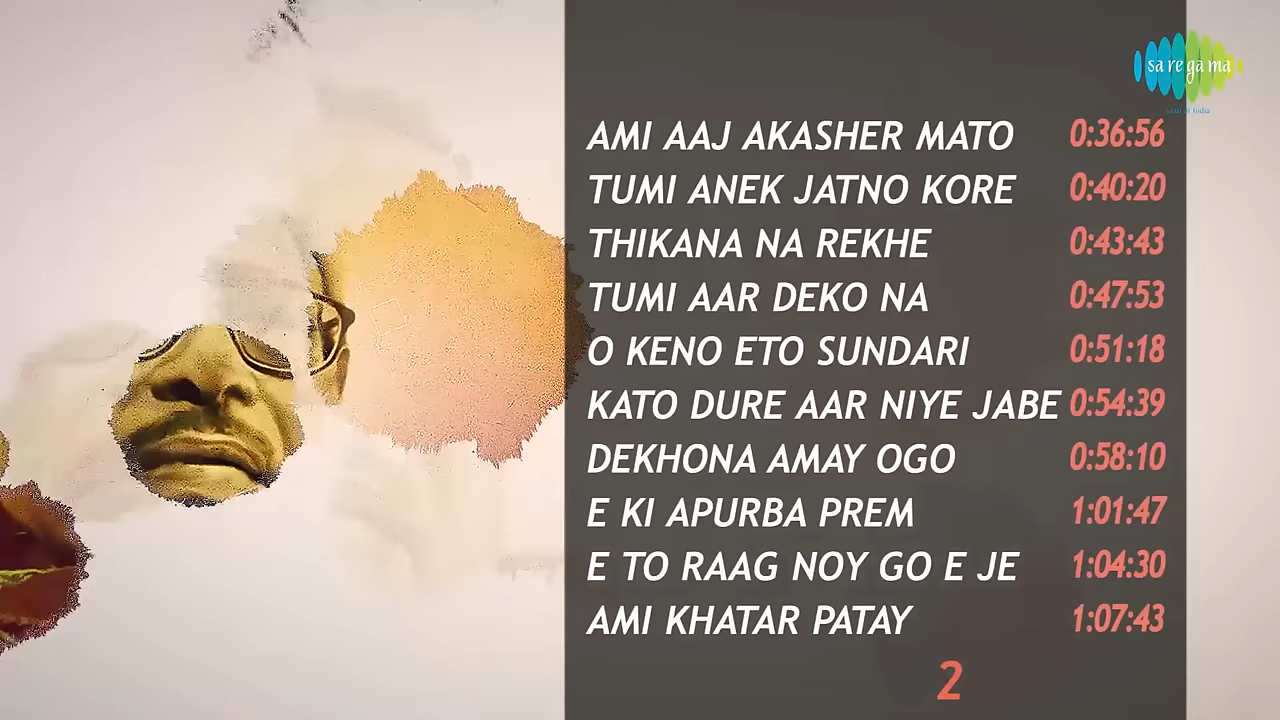 sa re ga ma
soul of India
AMI AAJ AKASHER MATO 0:36:56
TUMI ANEK JATNO KORE 0:40:20
THIKANA NA REKHE 0:43:43
TUMI AAR DEKO NA 0:47:53
O KENO ETO SUNDARI 0:51:18
KATO DURE AAR NIYE JABE 0:54:39
DEKHONA AMAY OGO 0:58:10
E KI APURBA PREM 1:01:47
E TO RAAG NOY GO E JE 1:04:30
AMI KHATAR PATAY 1:07:43
2